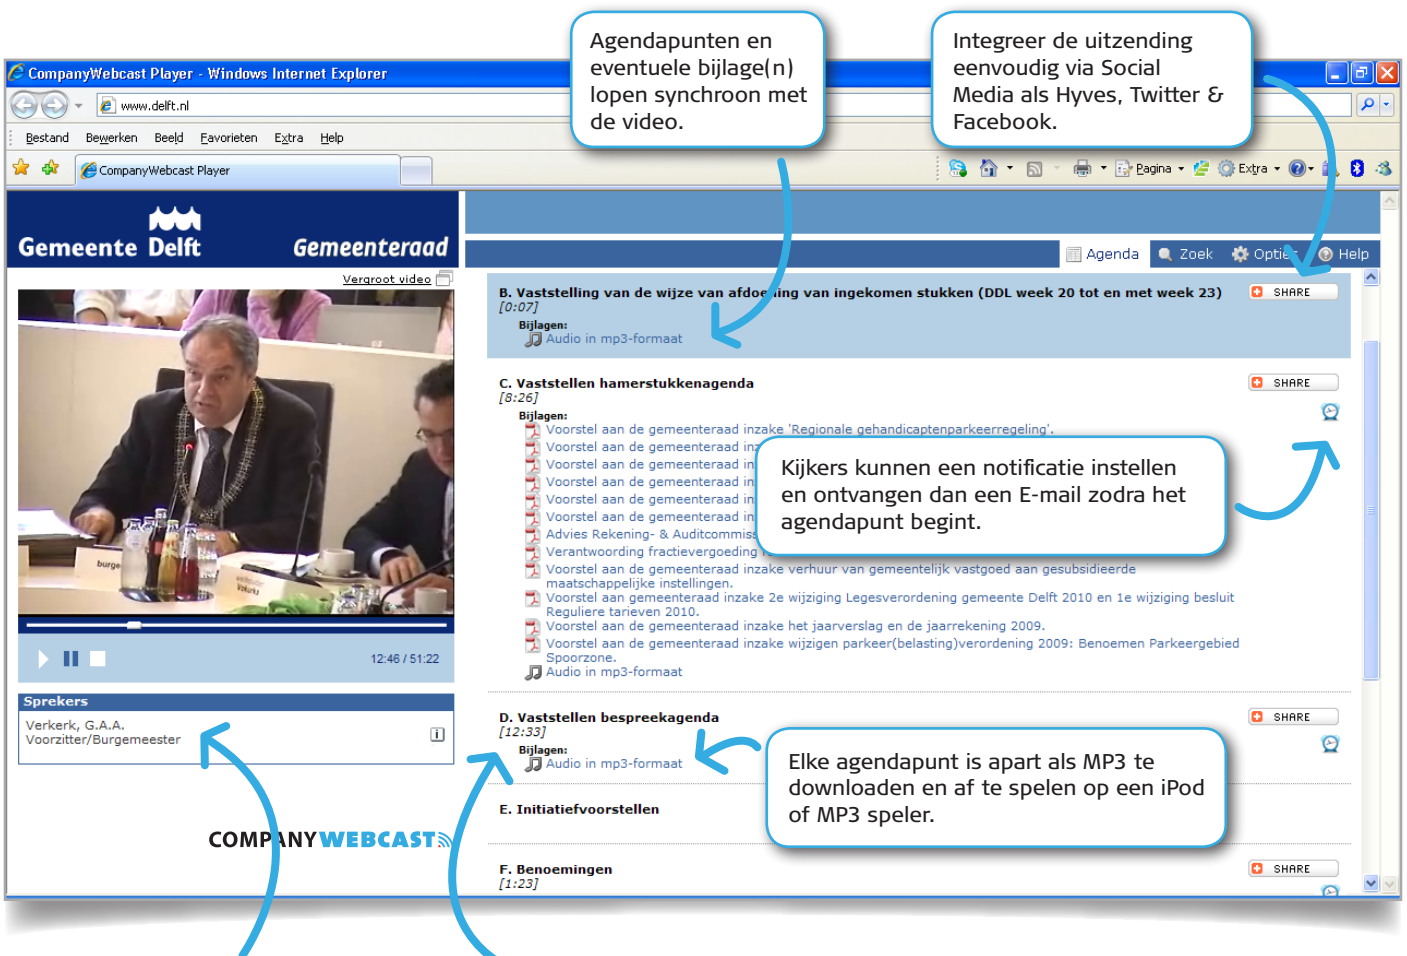 Agendapunten en
eventuele bijlage(n)
lopen synchroon met
de video.
Integreer de uitzending
eenvoudig via Social
Media als Hyves, Twitter &
Facebook.
CompanyWebcast Player - Windows Internet Explorer
www.delft.nl
Bestand Bewerken Beeld Favorieten Extra Help
CompanyWebcast Player
Pagina Extra
Gemeente Delft
Gemeenteraad
Agenda Zoek Opties Help
Vergroot video
burge
12:46 / 51:22
Sprekers
Verkerk, G.A.A.
Voorzitter/Burgemeester
COMPANYWEBCAST
B. Vaststelling van de wijze van afdoening van ingekomen stukken (DDL week 20 tot en met week 23)
SHARE
[0:07]
Bijlagen:
Audio in mp3-formaat
C. Vaststellen hamerstukkenagenda
SHARE
[8:26]
Bijlagen:
Voorstel aan de gemeenteraad inzake 'Regionale gehandicaptenparkeerregeling'.
Voorstel aan de gemeenteraad in
Voorstel aan de gemeenteraad in
Voorstel aan de gemeenteraad in
Voorstel aan de gemeenteraad in
Voorstel aan de gemeenteraad in
Advies Rekening- & Auditcommis
Verantwoording fractievergoeding
Voorstel aan de gemeenteraad inzake verhuur van gemeentelijk vastgoed aan gesubsidieerde
maatschappelijke instellingen.
Voorstel aan gemeenteraad inzake 2e wijziging Legesverordening gemeente Delft 2010 en 1e wijziging besluit
Reguliere tarieven 2010.
Voorstel aan de gemeenteraad inzake het jaarverslag en de jaarrekening 2009.
Voorstel aan de gemeenteraad inzake wijzigen parkeer(belasting)verordening 2009: Benoemen Parkeergebied
Spoorzone.
Audio in mp3-formaat
Kijkers kunnen een notificatie instellen
en ontvangen dan een E-mail zodra het
agendapunt begint.
D. Vaststellen bespreekagenda
SHARE
[12:33]
Bijlagen:
Audio in mp3-formaat
Elke agendapunt is apart als MP3 te
downloaden en af te spelen op een iPod
of MP3 speler.
E. Initiatiefvoorstellen
F. Benoemingen
SHARE
[1:23]